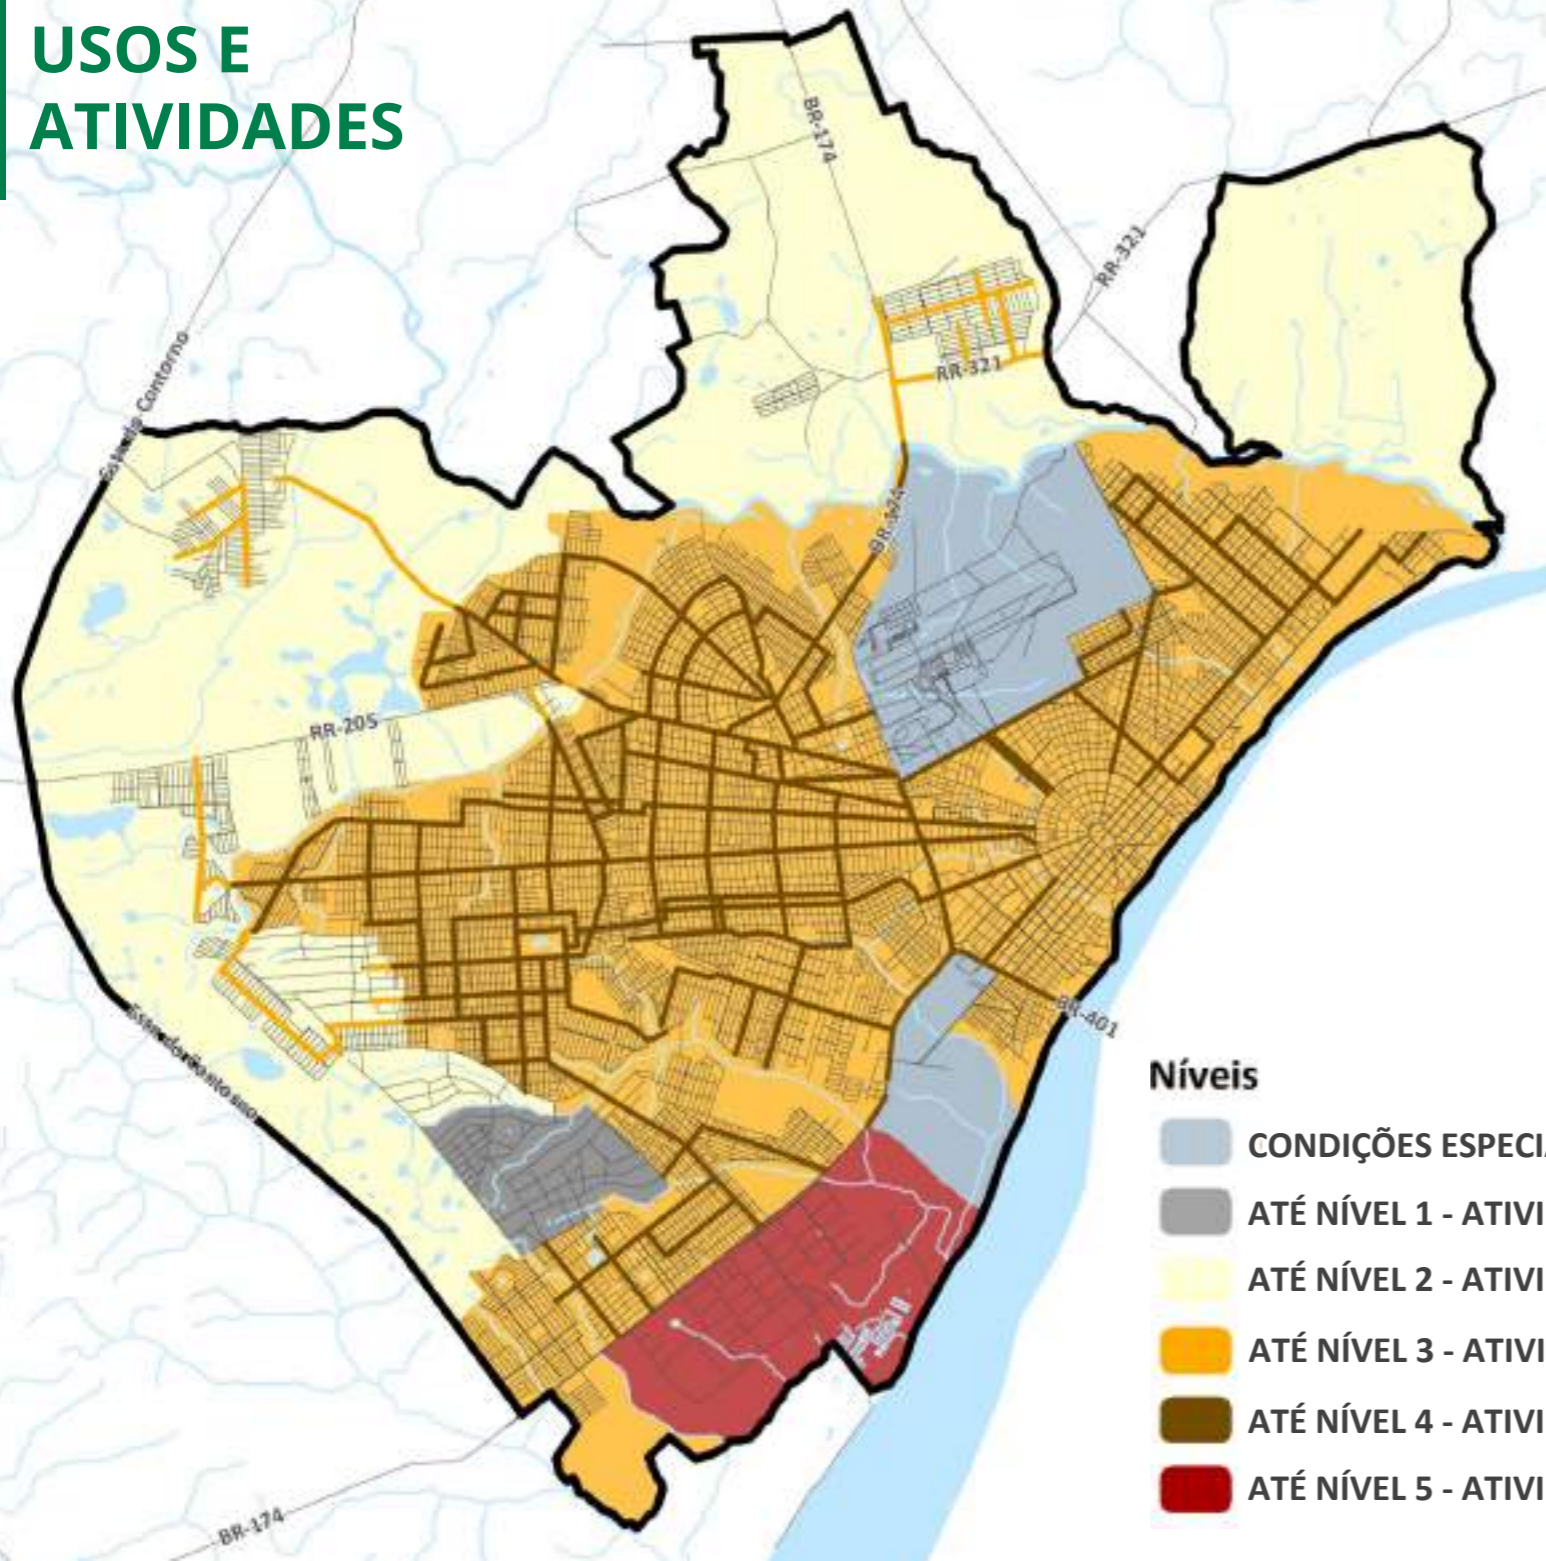 USOS E
ATIVIDADES
BR-174
RR-321
RR-321
Contorno
BR-174
RR-205
BR-401
BR-174
Níveis
CONDIÇÕES ESPECI
ATÉ NÍVEL 1 - ATIVI
ATÉ NÍVEL 2 - ATIVI
ATÉ NÍVEL 3 - ATIVI
ATÉ NÍVEL 4 - ATIVI
ATÉ NÍVEL 5 - ATIVI